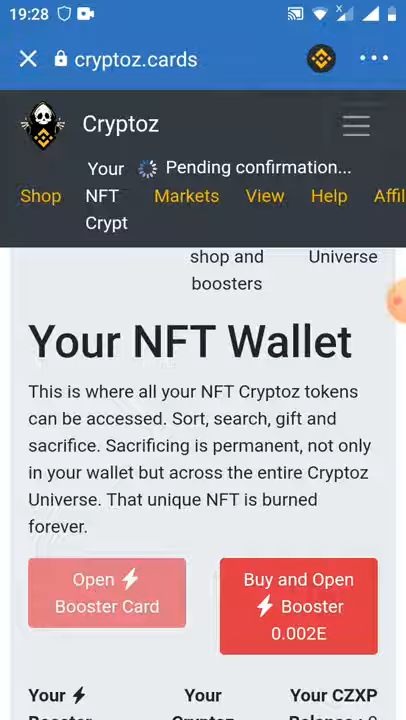 19:28
cryptoz.cards
Cryptoz
Pending confirmation...
Shop Your NFT Crypt Markets View Help Affil
shop and boosters
Universe
Your NFT Wallet
This is where all your NFT Cryptoz tokens
can be accessed. Sort, search, gift and
sacrifice. Sacrificing is permanent, not only
in your wallet but across the entire Cryptoz
Universe. That unique NFT is burned
forever.
Open ⚡
Booster Card
Buy and Open
⚡ Booster
0.002E
Your ⚡ Your Your CZXP